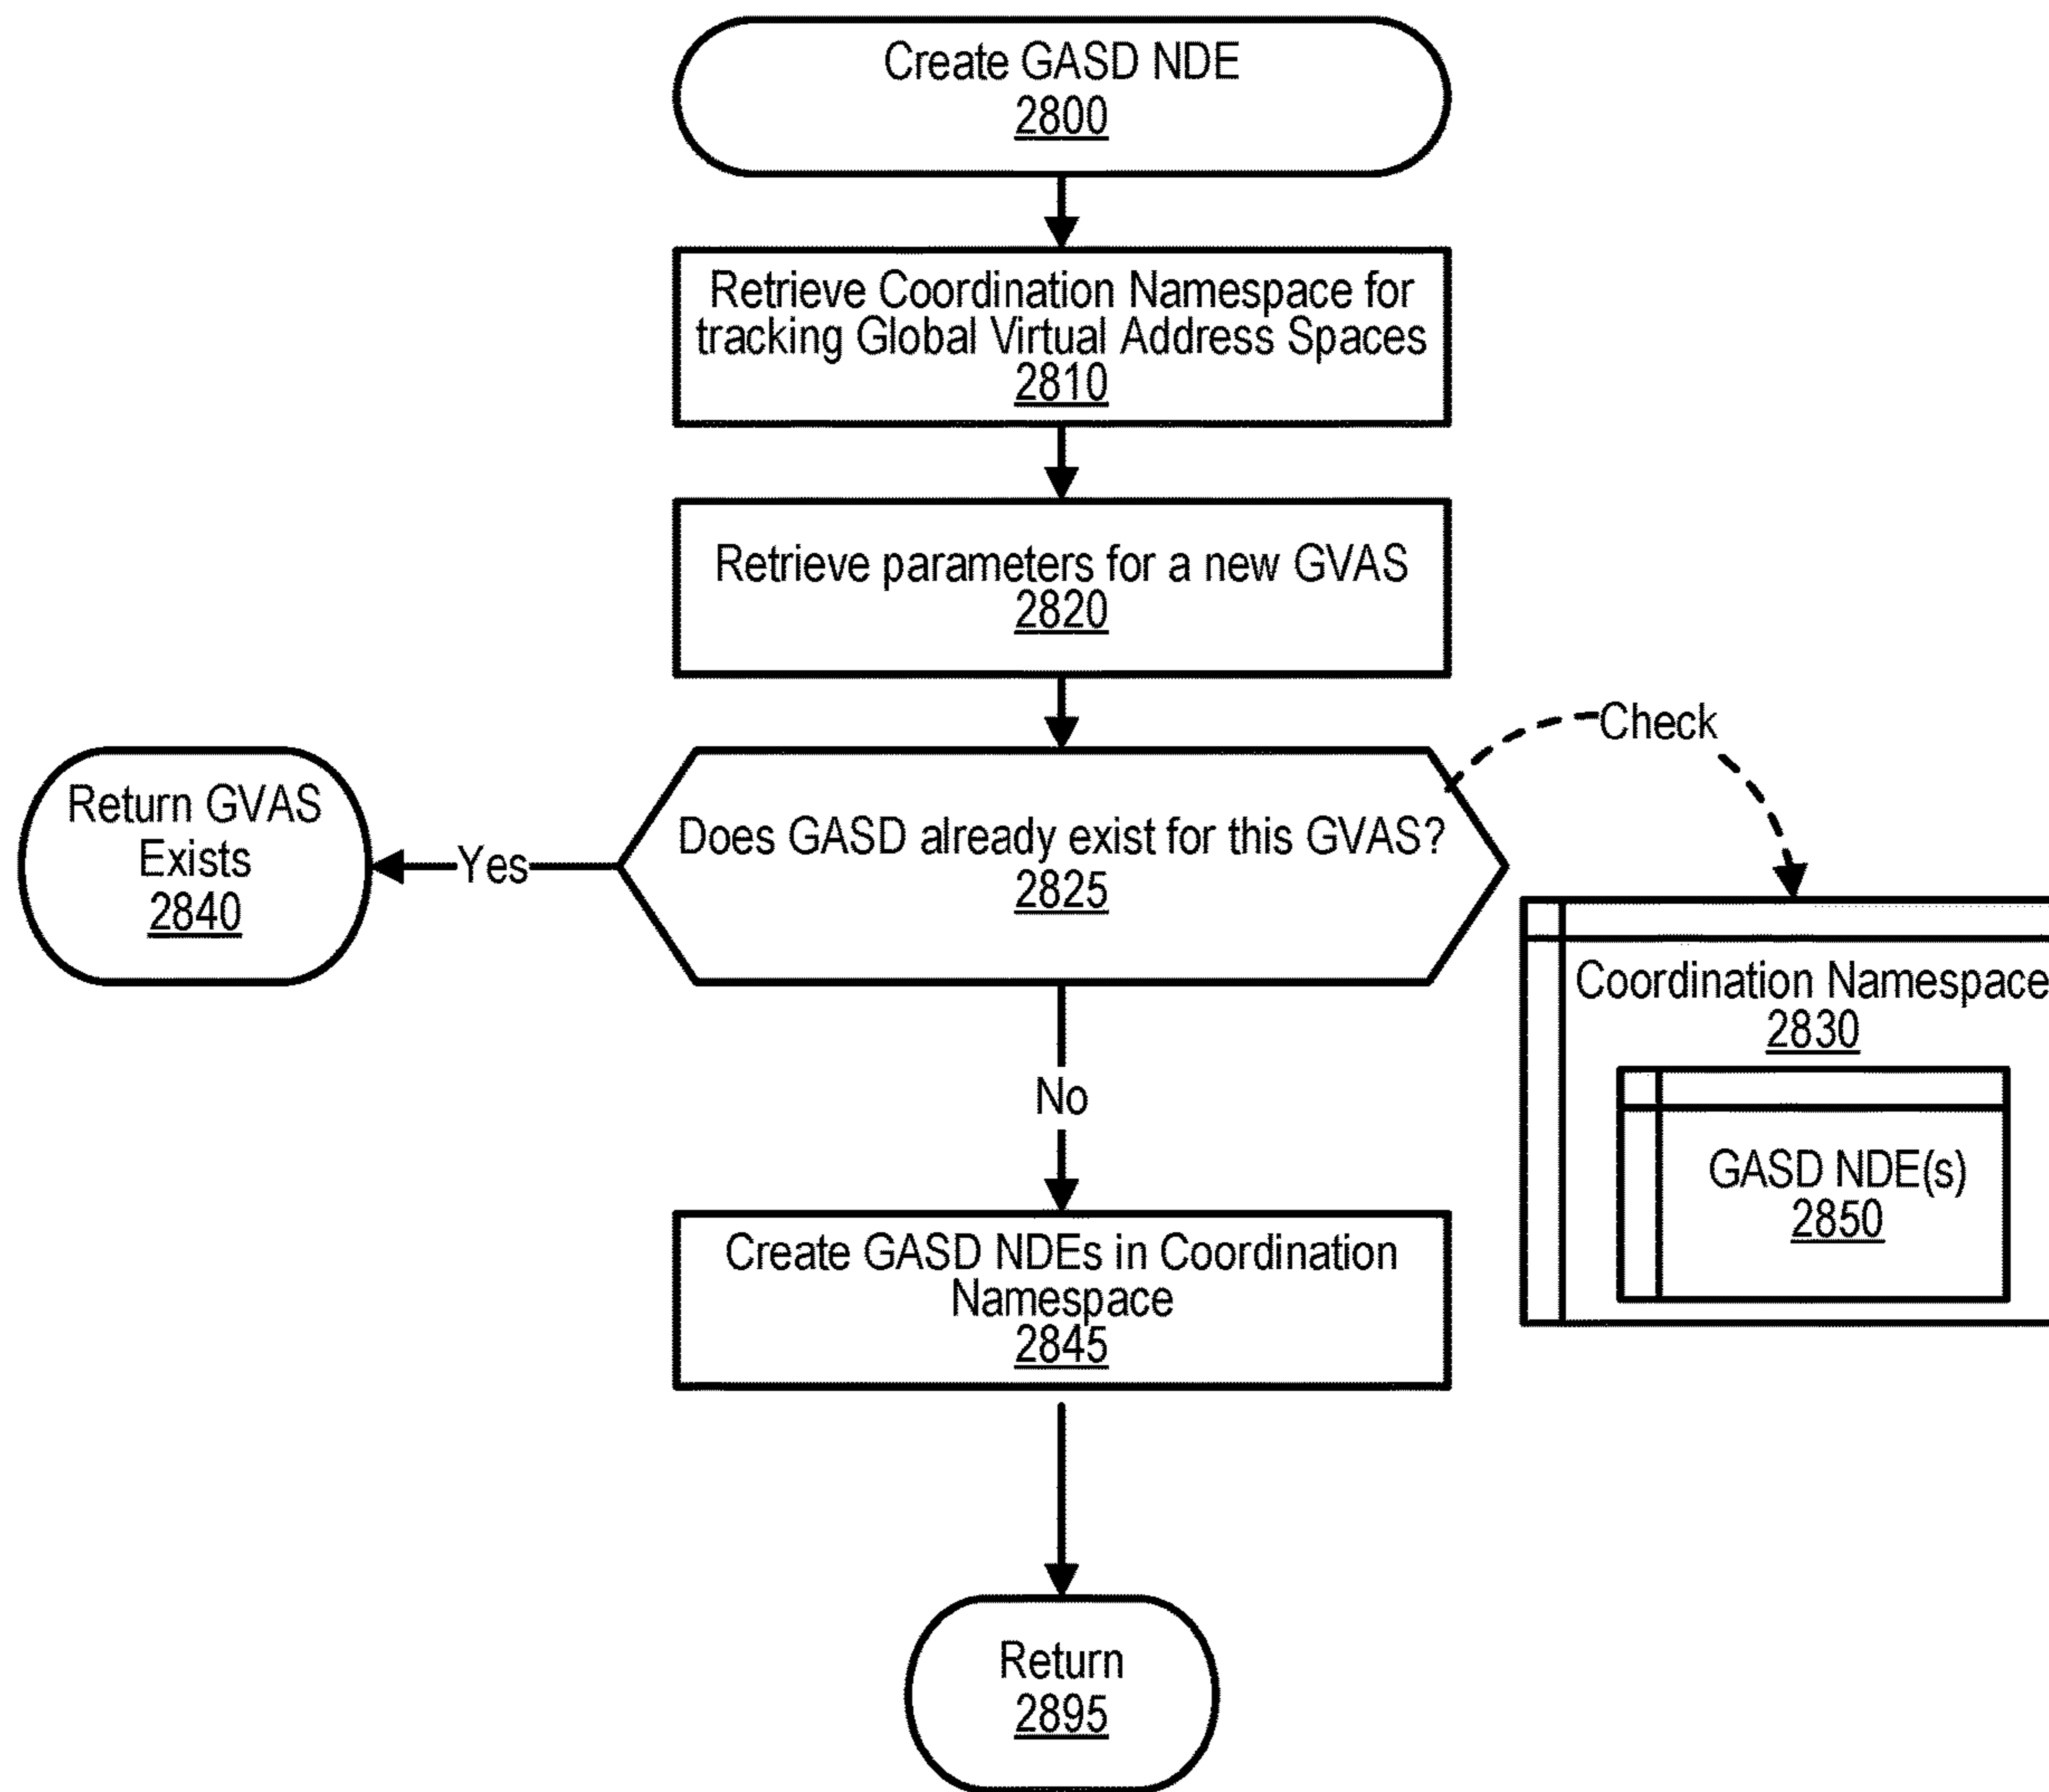 Create GASD NDE
2800
Retrieve Coordination Namespace for
tracking Global Virtual Address Spaces
2810
Retrieve parameters for a new GVAS
2820
Check
Return GVAS
Exists
2840
Yes
Does GASD already exist for this GVAS?
2825
Coordination Namespace
2830
No
GASD NDE(s)
2850
Create GASD NDEs in Coordination
Namespace
2845
Return
2895